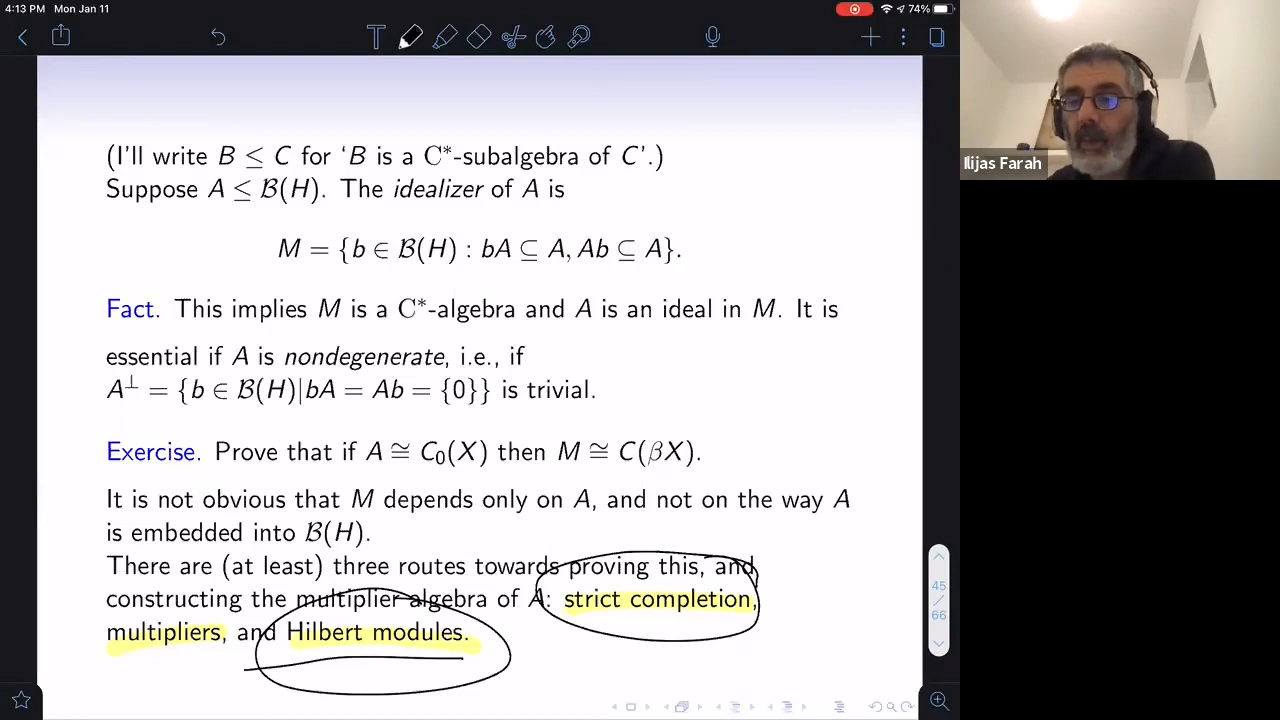 4:13 PM Mon Jan 11
74%
(I'll write B ≤ C for ‘B is a C*-subalgebra of C’.)
Suppose A ≤ 𝓑(H). The idealizer of A is
M = {b ∈ 𝓑(H) : bA ⊆ A, Ab ⊆ A}.
Fact. This implies M is a C*-algebra and A is an ideal in M. It is
essential if A is nondegenerate, i.e., if
A⊥ = {b ∈ 𝓑(H)|bA = Ab = {0}} is trivial.
Exercise. Prove that if A ≅ C₀(X) then M ≅ C(βX).
It is not obvious that M depends only on A, and not on the way A
is embedded into 𝓑(H).
There are (at least) three routes towards proving this, and
constructing the multiplier algebra of A: strict completion,
multipliers, and Hilbert modules.
45
/
66
Ilijas Farah